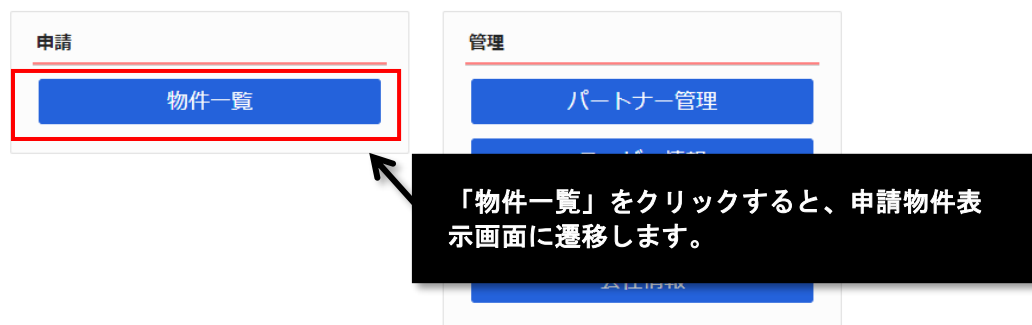 申請
物件一覧
管理
パートナー管理
「物件一覧」をクリックすると、申請物件表
示画面に遷移します。